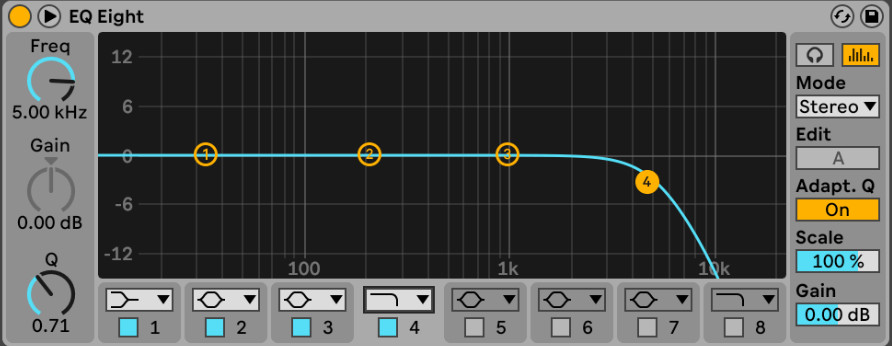 EQ Eight
Freq
5.00 kHz
Gain
0.00 dB
Q
0.71
12
6
0
-6
-12
100
1k
10k
1
2
3
4
1
2
3
4
5
6
7
8
Mode
Stereo
Edit
A
Adapt. Q
On
Scale
100 %
Gain
0.00 dB